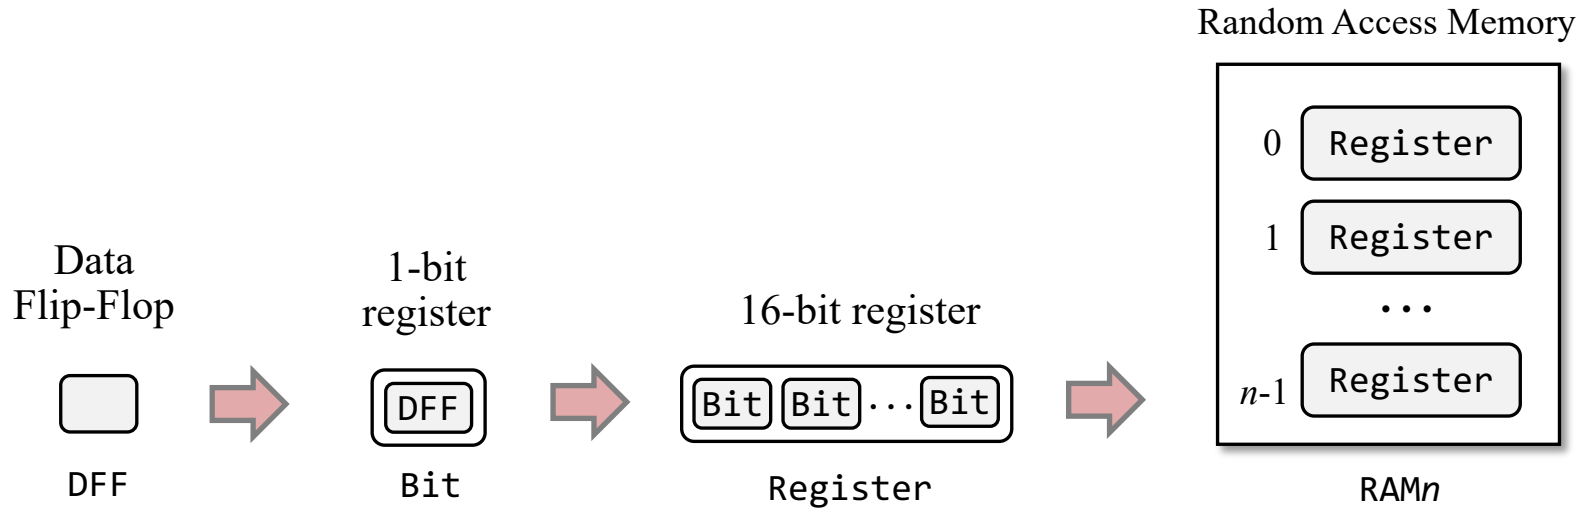 Random Access Memory
0 Register
1 Register
...
n-1 Register
RAMn
Data
Flip-Flop
DFF
1-bit
register
DFF
Bit
16-bit register
Bit Bit ... Bit
Register